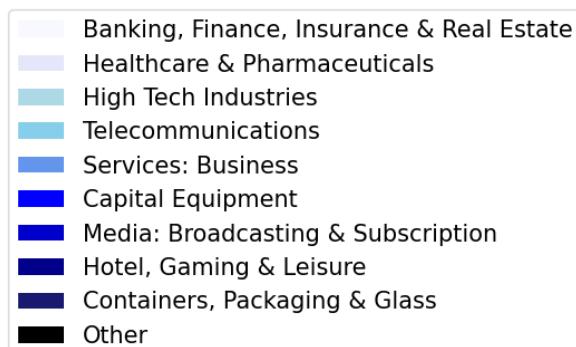 Banking, Finance, Insurance & Real Estate
Healthcare & Pharmaceuticals
High Tech Industries
Telecommunications
Services: Business
Capital Equipment
Media: Broadcasting & Subscription
Hotel, Gaming & Leisure
Containers, Packaging & Glass
Other